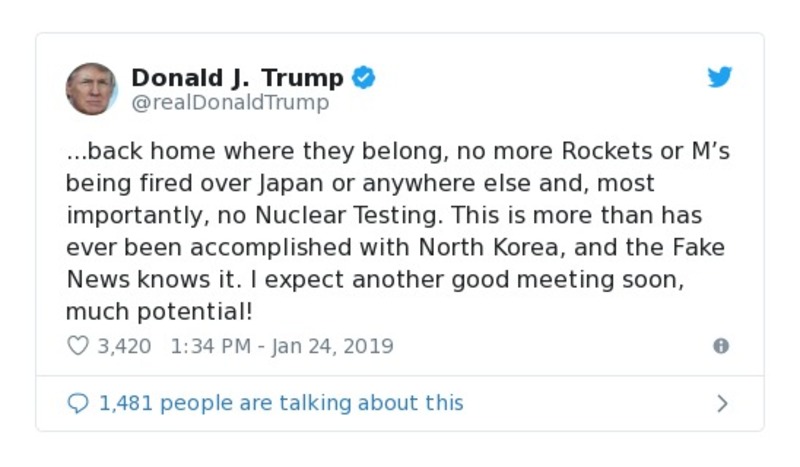 Donald J. Trump
@realDonaldTrump
...back home where they belong, no more Rockets or M’s
being fired over Japan or anywhere else and, most
importantly, no Nuclear Testing. This is more than has
ever been accomplished with North Korea, and the Fake
News knows it. I expect another good meeting soon,
much potential!
3,420 1:34 PM - Jan 24, 2019
1,481 people are talking about this